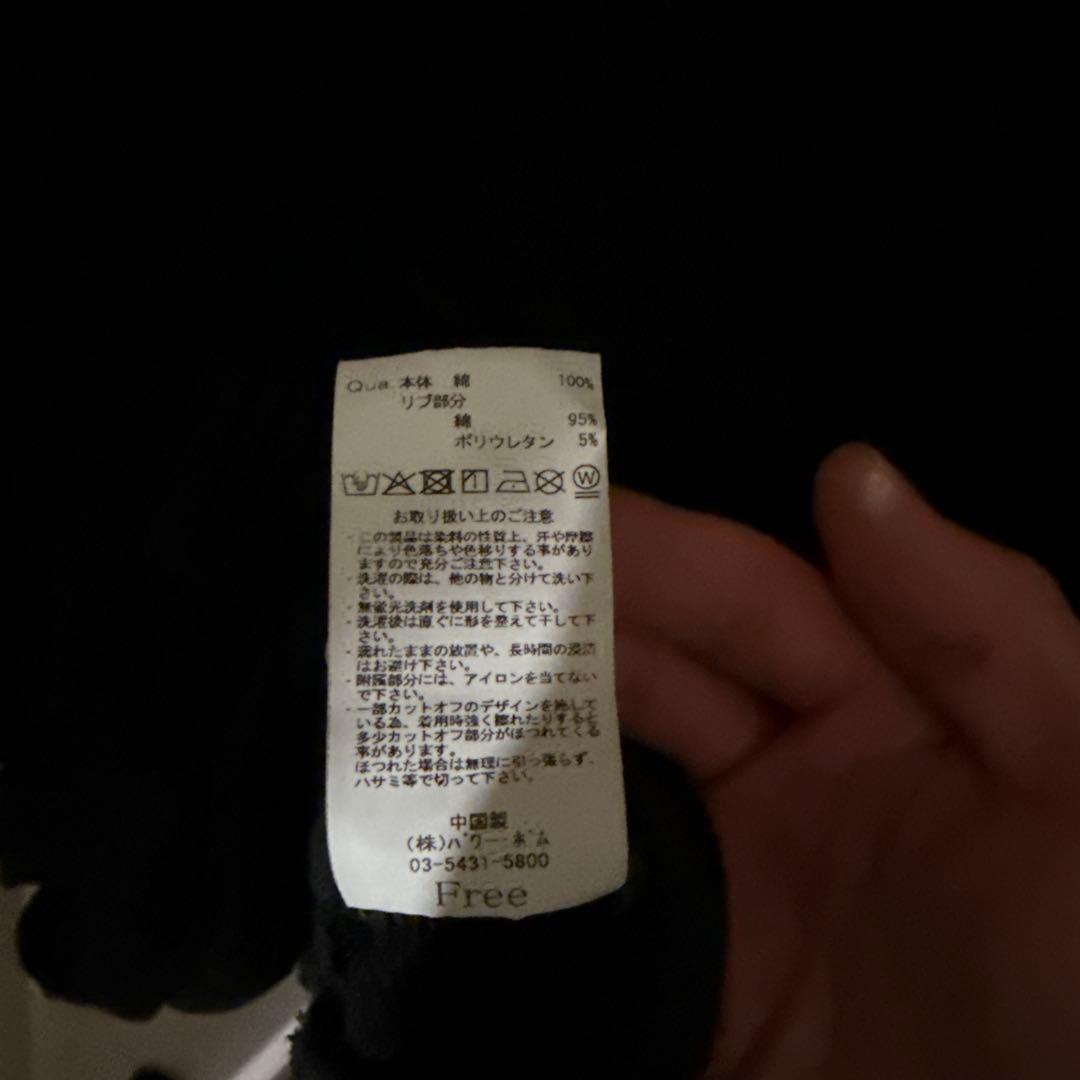 Qua. 本体 綿 100%
リブ部分
綿 95%
ポリウレタン 5%
W
お取り扱い上のご注意
・この製品は染料の性質上、汗や摩擦
により色落ちや色移りする事があり
ますので充分ご注意下さい。
・洗濯の際は、他の物と分けて洗い下
さい。
・無蛍光洗剤を使用して下さい。
・洗濯後は直ぐに形を整えて干して下
さい。
・濡れたままの放置や、長時間の浸漬
はお避け下さい。
・附属部分には、アイロンを当てない
で下さい。
・一部カットオフのデザインを施して
いる為、着用時強く擦れたりすると
多少カットオフ部分がほつれてくる
事があります。
ほつれた場合は無理に引っ張らず、
ハサミ等で切って下さい。
中国製
(株)パワーボム
03-5431-5800
Free